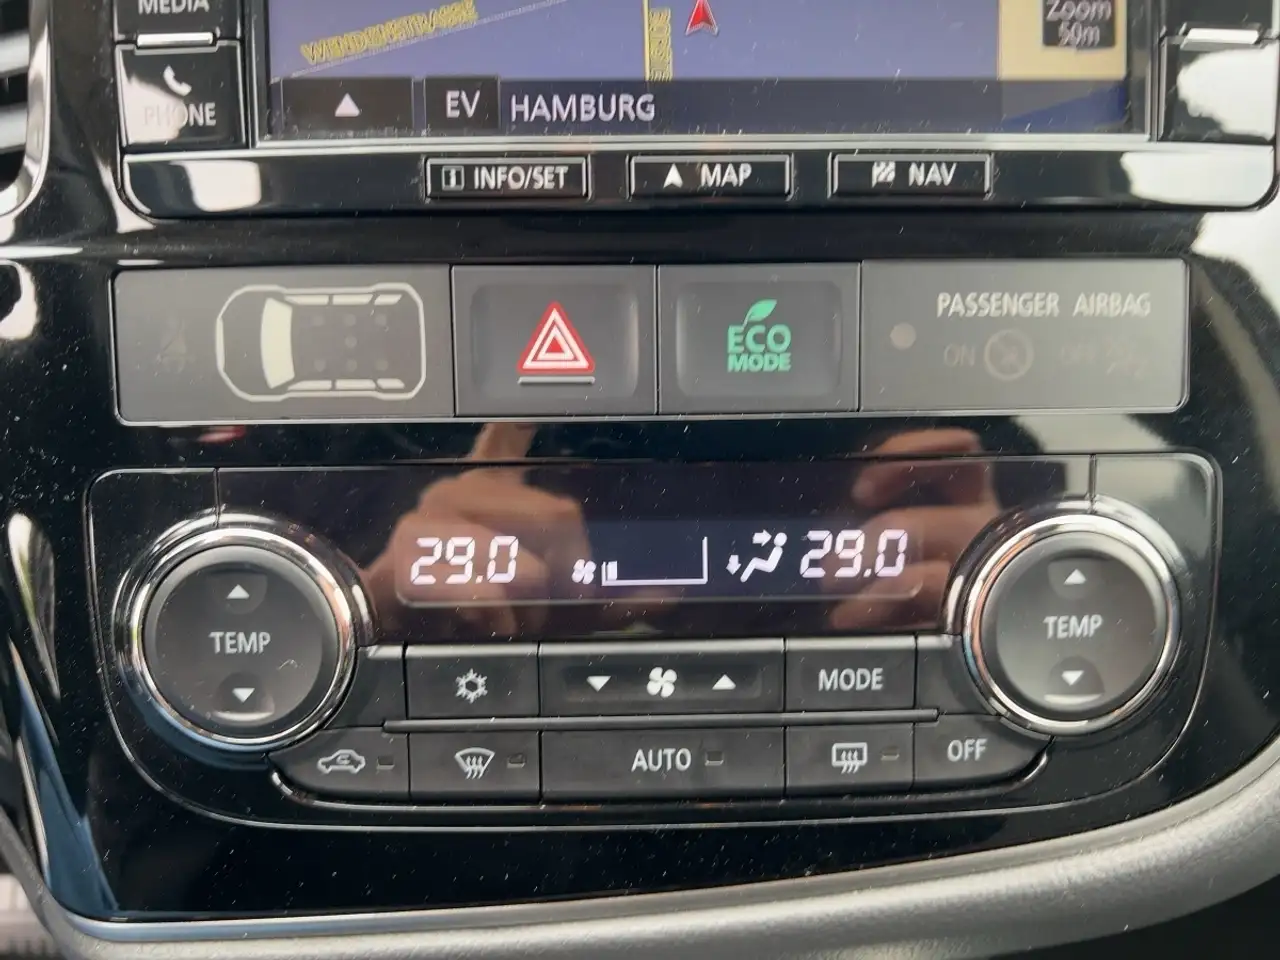 MEDIA
WENDENSTRASSE
Zoom
50m
PHONE
EV
HAMBURG
INFO/SET
MAP
NAV
ECO
MODE
PASSENGER AIRBAG
ON
29.0
29.0
TEMP
TEMP
MODE
AUTO
OFF